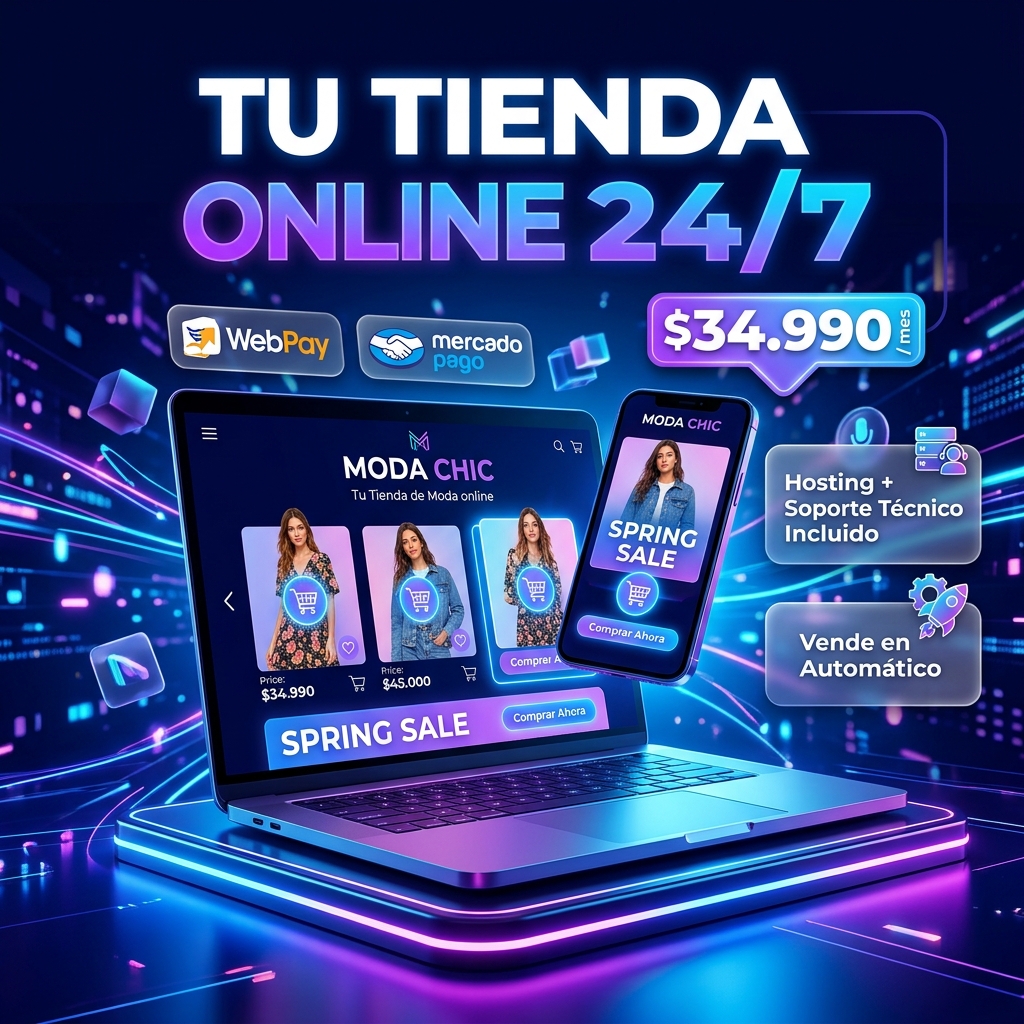 TU TIENDA
ONLINE 24/7
WebPay
mercado
pago
$34.990 / mes
MODA CHIC
Tu Tienda de Moda online
Price:
$34.990
Price:
$45.000
Comprer A
SPRING SALE
Comprar Ahora
MODA CHIC
SPRING
SALE
Comprar Ahora
Hosting +
Soporte Técnico
Incluido
Vende en
Automático